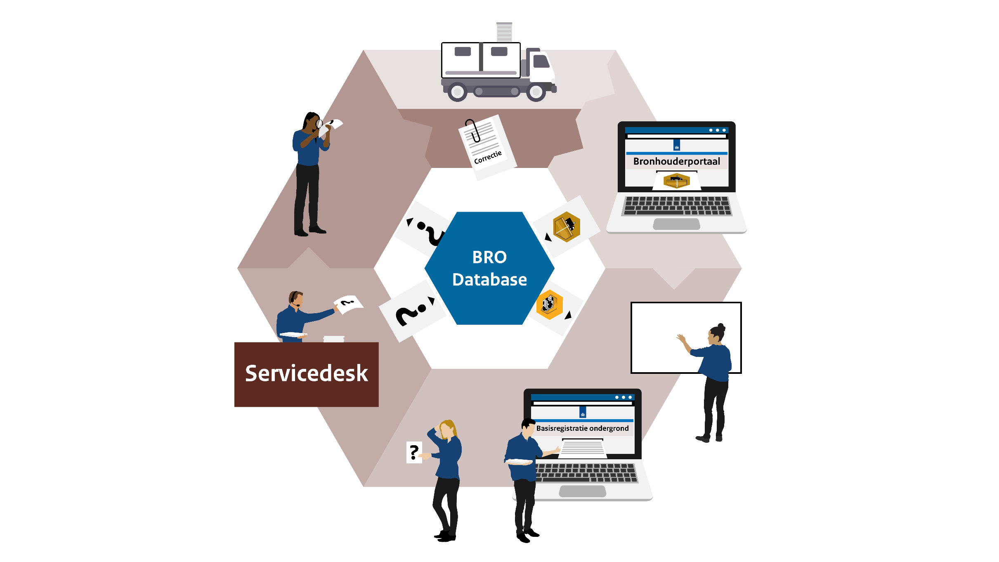 Correctie
Bronhouderportaal
?
?
BRO
Database
?
?
?
Servicedesk
Basisregistratie ondergrond
?